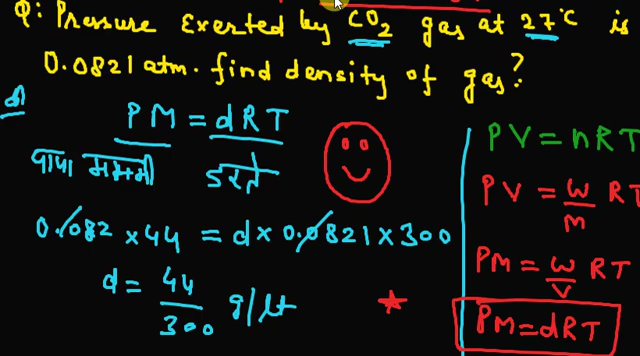 Q: Pressure exerted by CO2 gas at 27°C is
0.0821 atm. find density of gas?
PM = dRT
पापा मम्मी डरते
0.082 × 44 = d × 0.0821 × 300
d = 44/300 g/lt
PV = nRT
PV = w/m RT
PM = w/V RT
PM = dRT